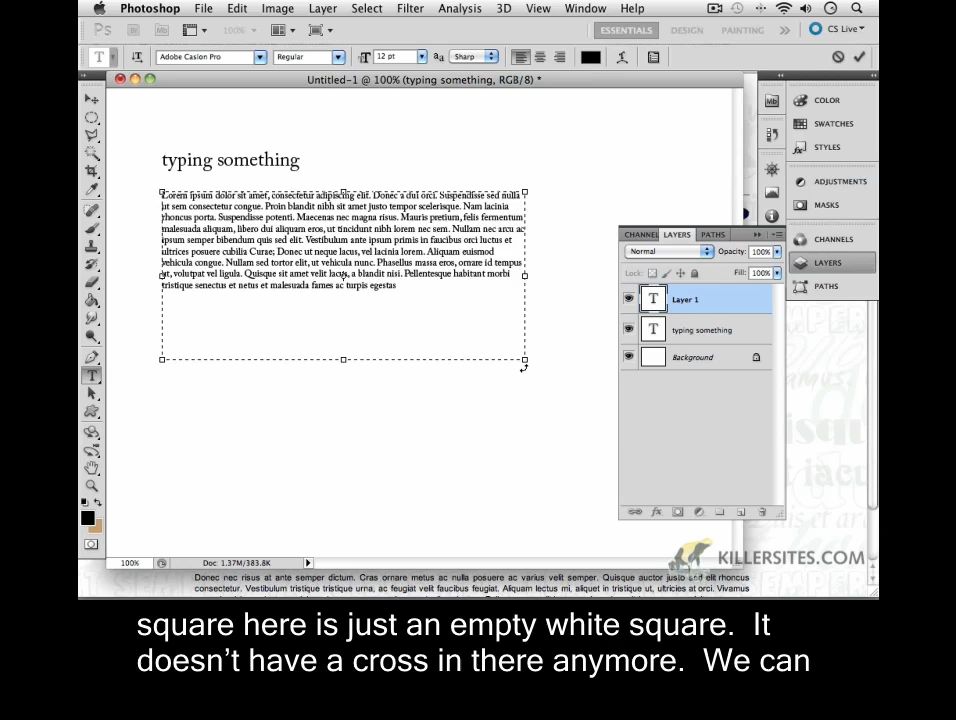 Photoshop File Edit Image Layer Select Filter Analysis 3D View Window Help
Ps Br Mb 100% ESSENTIALS DESIGN PAINTING CS Live
T Adobe Caslon Pro Regular 12 pt Sharp
Untitled-1 @ 100% (typing something, RGB/8) *
typing something
Lorem ipsum dolor sit amet, consectetur adipiscing elit. Donec a dui orci. Suspendisse sed nulla
ut sem consectetur congue. Proin blandit nibh sit amet justo tempor scelerisque. Nam lacinia
rhoncus porta. Suspendisse potenti. Maecenas nec magna risus. Mauris pretium, felis fermentum
malesuada aliquam, libero dui aliquam eros, ut tincidunt nibh lorem nec sem. Nullam nec arcu ac
ipsum semper bibendum quis sed elit. Vestibulum ante ipsum primis in faucibus orci luctus et
ultrices posuere cubilia Curae; Donec ut neque lacus, vel lacinia lorem. Aliquam euismod
vehicula congue. Nullam sed tortor elit, ut vehicula nunc. Phasellus massa eros, ornare id tempus
ut, volutpat vel ligula. Quisque sit amet velit lacus, a blandit nisi. Pellentesque habitant morbi
tristique senectus et netus et malesuada fames ac turpis egestas
Mb
COLOR
SWATCHES
STYLES
ADJUSTMENTS
MASKS
CHANNELS
LAYERS
PATHS
CHANNEL LAYERS PATHS
Normal Opacity: 100%
Lock: Fill: 100%
T Layer 1
T typing something
Background
100% Doc: 1.37M/383.8K
KILLERSITES.COM
Donec nec risus at ante semper dictum. Cras ornare metus ac nulla posuere ac varius velit semper. Quisque auctor justo sed elit rhoncus
consectetur. Vestibulum tristique tristique urna, ac feugiat velit faucibus feugiat. Aliquam lectus mi, aliquet in tristique ut, ultricies at orci. Vivamus
square here is just an empty white square. It
doesn’t have a cross in there anymore. We can